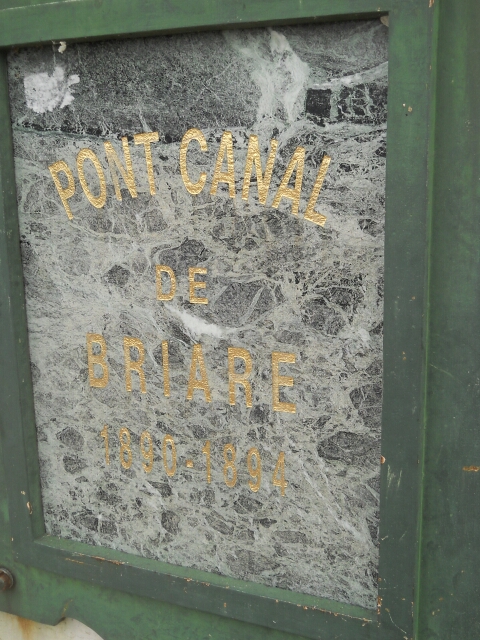 PONT CANAL
DE
BRIARE
1890-1894